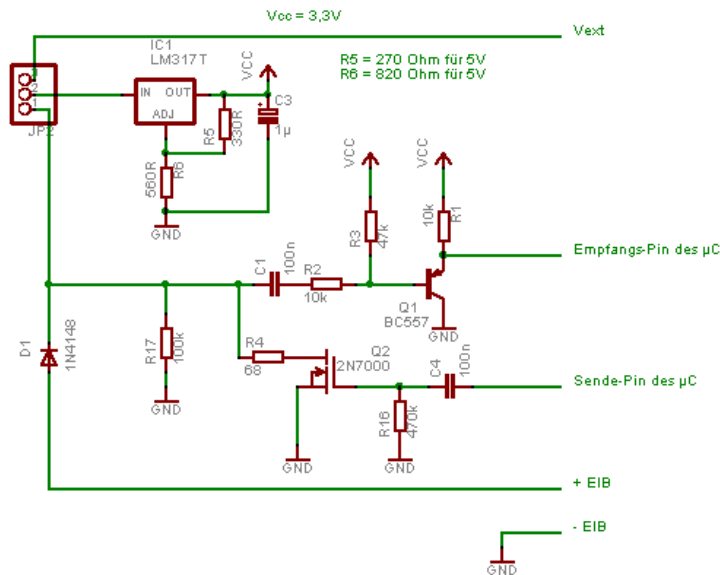 Vcc = 3,3V
Vext
IC1
LM317T
R5 = 270 Ohm für 5V
R6 = 820 Ohm für 5V
VCC
3
2
1
JP2
IN OUT
ADJ
R5
330R
C3
1µ
560R
R6
GND
VCC
VCC
R3
47k
10k
R1
Empfangs-Pin des µC
C1
100n
R2
10k
Q1
BC557
GND
D1
1N4148
R17
100k
GND
R4
68
Q2
2N7000
C4
100n
Sende-Pin des µC
R16
470k
GND
GND
+ EIB
- EIB
GND